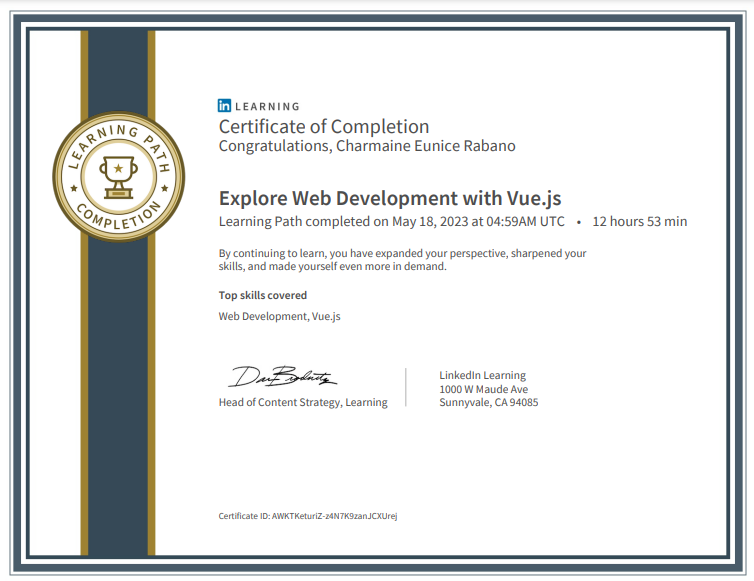 LEARNING PATH
COMPLETION
in LEARNING
Certificate of Completion
Congratulations, Charmaine Eunice Rabano
Explore Web Development with Vue.js
Learning Path completed on May 18, 2023 at 04:59AM UTC • 12 hours 53 min
By continuing to learn, you have expanded your perspective, sharpened your
skills, and made yourself even more in demand.
Top skills covered
Web Development, Vue.js
Head of Content Strategy, Learning
LinkedIn Learning
1000 W Maude Ave
Sunnyvale, CA 94085
Certificate ID: AWKTKeturiZ-z4N7K9zanJCXUrej